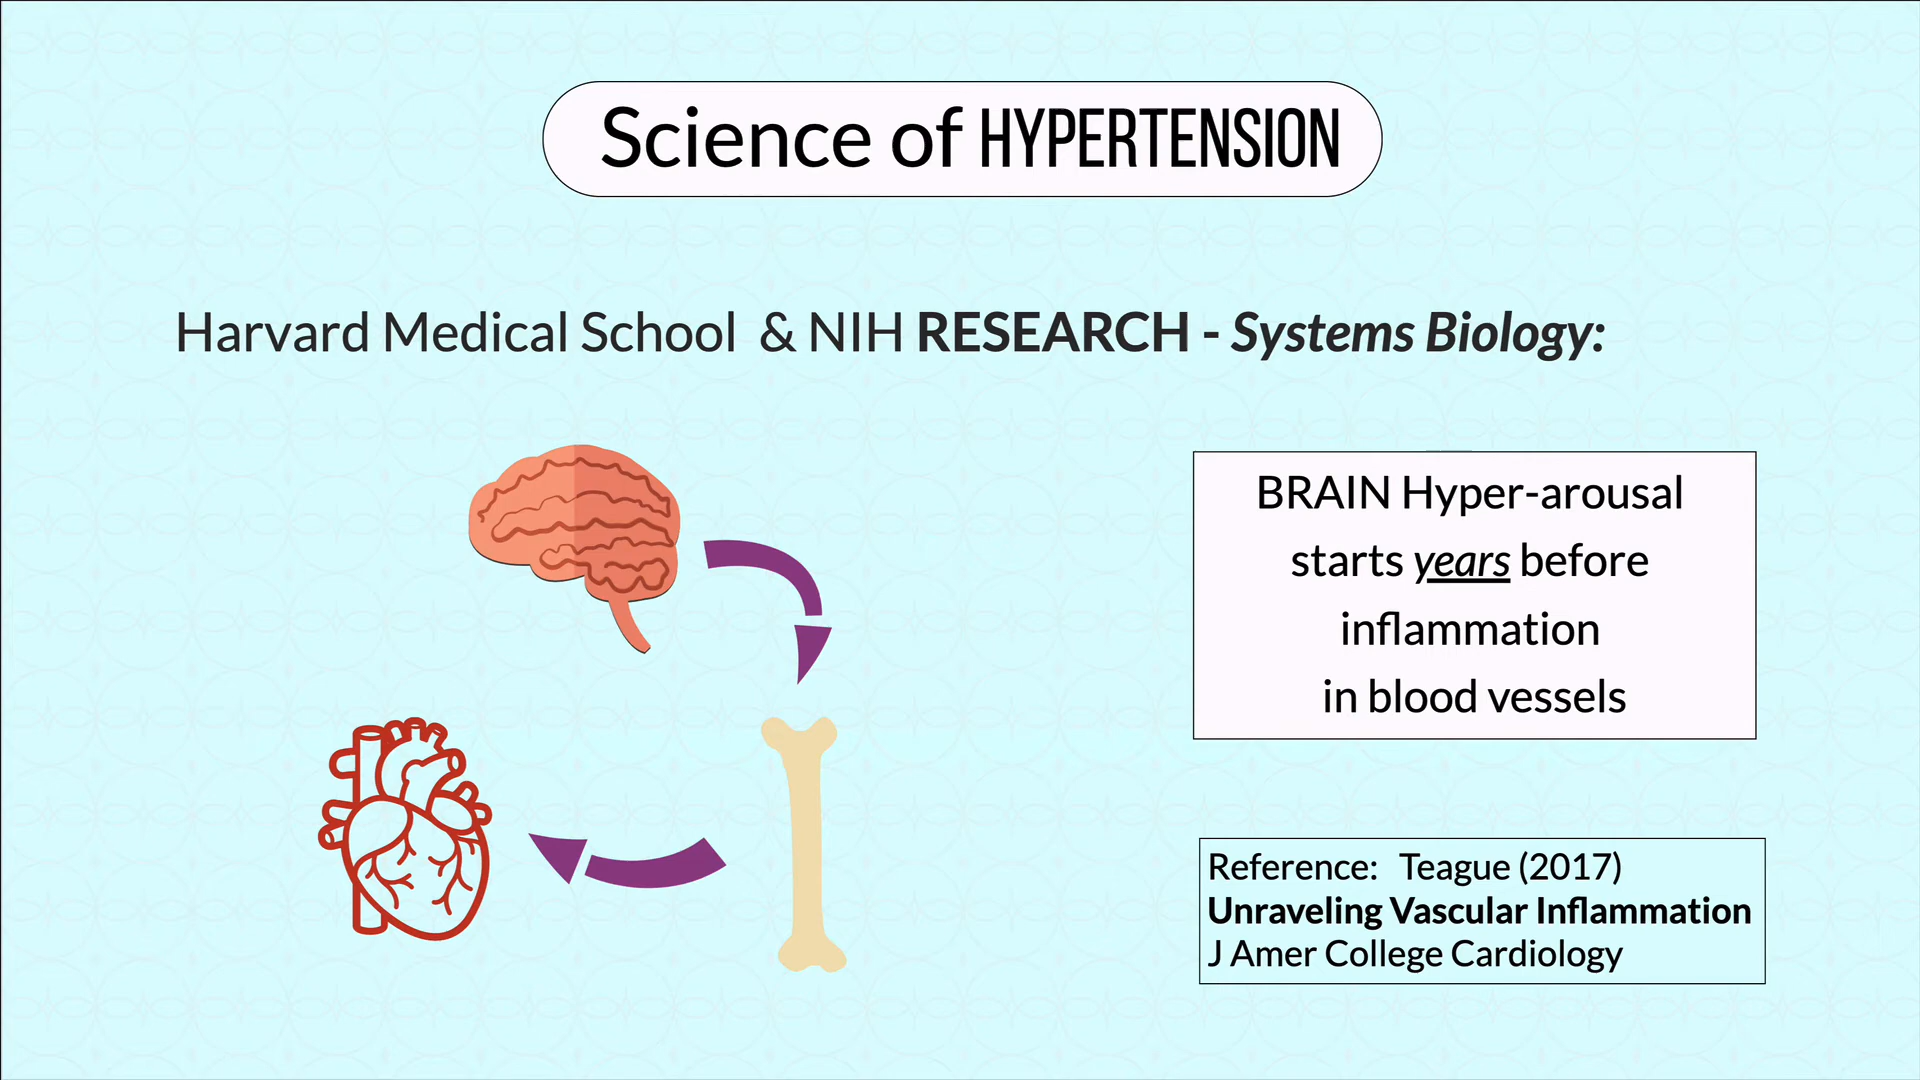 Science of HYPERTENSION
Harvard Medical School & NIH RESEARCH - Systems Biology:
BRAIN Hyper-arousal
starts years before
inflammation
in blood vessels
Reference: Teague (2017)
Unraveling Vascular Inflammation
J Amer College Cardiology